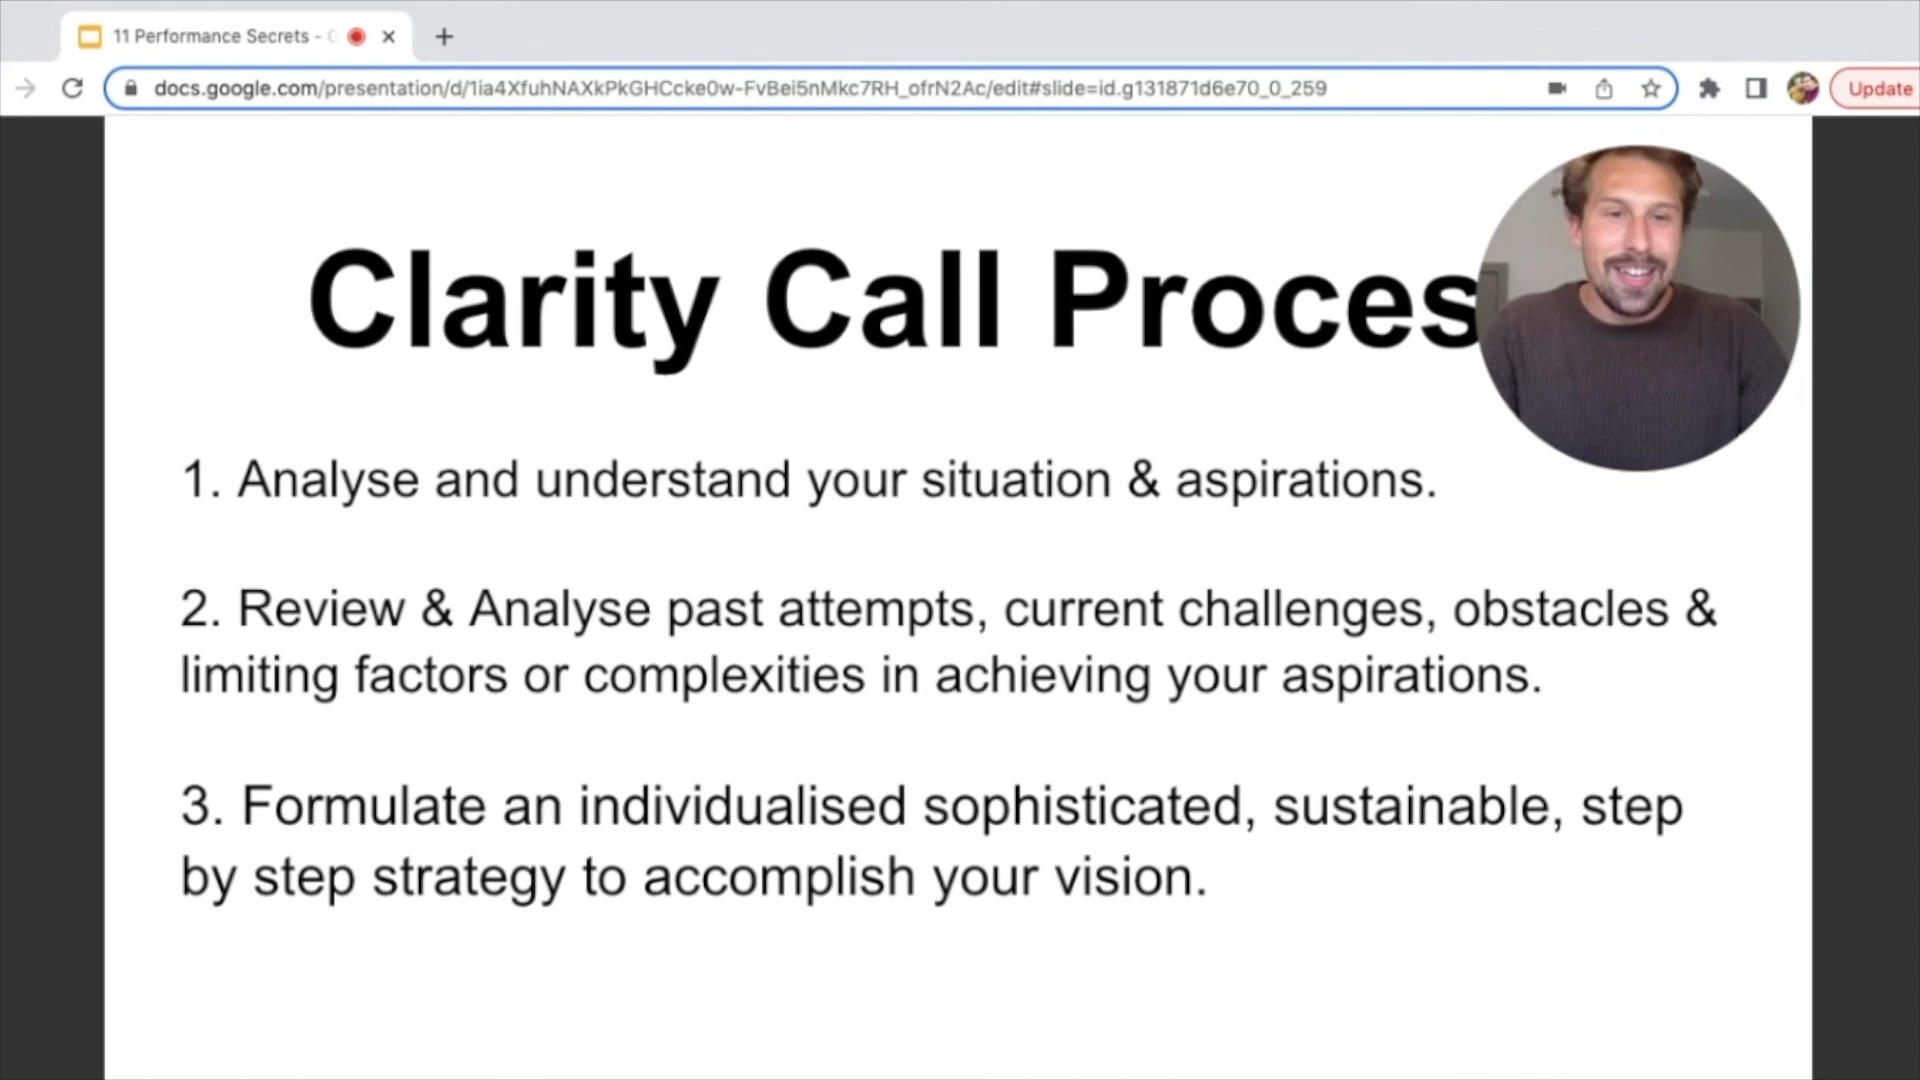 11 Performance Secrets -
docs.google.com/presentation/d/1ia4XfuhNAXkPkGHCcke0w-FvBei5nMkc7RH_ofrN2Ac/edit#slide=id.g131871d6e70_0_259
Update
Clarity Call Proces
1. Analyse and understand your situation & aspirations.
2. Review & Analyse past attempts, current challenges, obstacles &
limiting factors or complexities in achieving your aspirations.
3. Formulate an individualised sophisticated, sustainable, step
by step strategy to accomplish your vision.